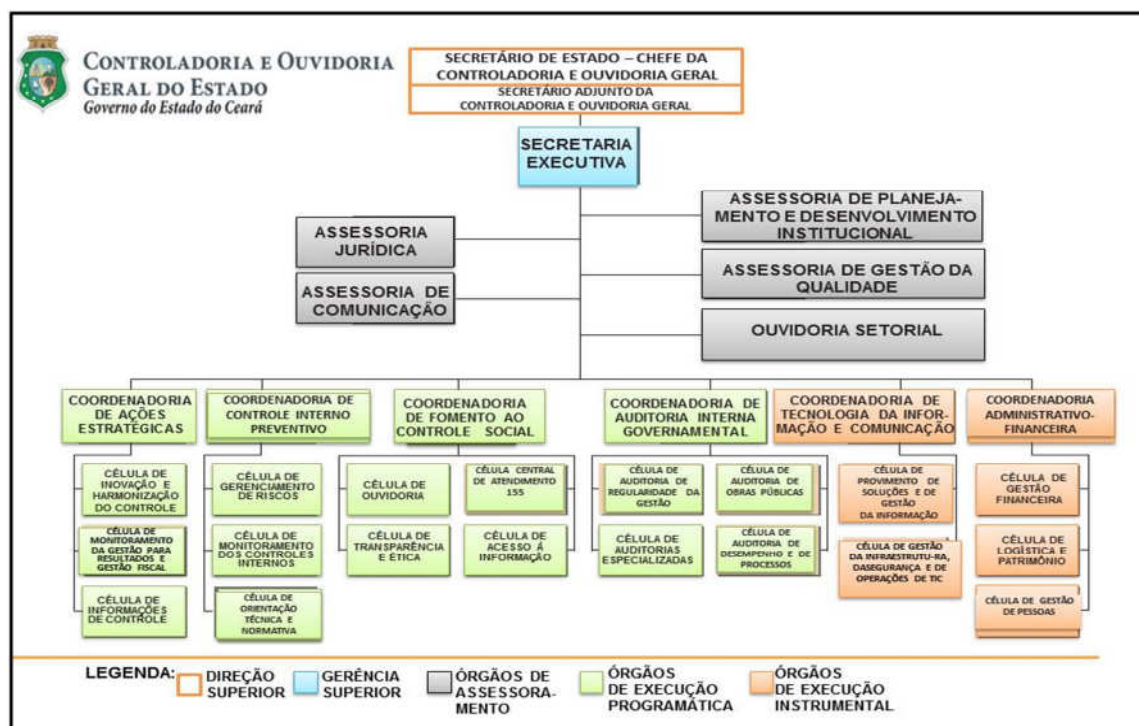 CONTROLADORIA E OUVIDORIA
GERAL DO ESTADO
Governo do Estado do Ceará
SECRETÁRIO DE ESTADO – CHEFE DA
CONTROLADORIA E OUVIDORIA GERAL
SECRETÁRIO ADJUNTO DA
CONTROLADORIA E OUVIDORIA GERAL
SECRETARIA
EXECUTIVA
ASSESSORIA
JURÍDICA
ASSESSORIA DE
COMUNICAÇÃO
ASSESSORIA DE PLANEJA-
MENTO E DESENVOLVIMENTO
INSTITUCIONAL
ASSESSORIA DE GESTÃO DA
QUALIDADE
OUVIDORIA SETORIAL
COORDENADORIA
DE AÇÕES
ESTRATÉGICAS
COORDENADORIA DE
CONTROLE INTERNO
PREVENTIVO
COORDENADORIA
DE FOMENTO AO
CONTROLE SOCIAL
COORDENADORIA DE
AUDITORIA INTERNA
GOVERNAMENTAL
COORDENADORIA DE
TECNOLOGIA DA INFOR-
MAÇÃO E COMUNICAÇÃO
COORDENADORIA
ADMINISTRATIVO-
FINANCEIRA
CÉLULA DE
INOVAÇÃO E
HARMONIZAÇÃO
DO CONTROLE
CÉLULA DE
MONITORAMENTO
DA GESTÃO PARA
RESULTADOS E
GESTÃO FISCAL
CÉLULA DE
INFORMAÇÕES
DE CONTROLE
CÉLULA DE
GERENCIAMENTO
DE RISCOS
CÉLULA DE
MONITORAMENTO
DOS CONTROLES
INTERNOS
CÉLULA DE
ORIENTAÇÃO
TÉCNICA E
NORMATIVA
CÉLULA DE
OUVIDORIA
CÉLULA DE
TRANSPARÊNCIA
E ÉTICA
CÉLULA CENTRAL
DE ATENDIMENTO
155
CÉLULA DE
ACESSO Á
INFORMAÇÃO
CÉLULA DE
AUDITORIA DE
REGULARIDADE DA
GESTÃO
CÉLULA DE
AUDITORIAS
ESPECIALIZADAS
CÉLULA DE
AUDITORIA DE
OBRAS PÚBLICAS
CÉLULA DE
AUDITORIA DE
DESEMPENHO E DE
PROCESSOS
CÉLULA DE
PROVIMENTO DE
SOLUÇÕES E DE
GESTÃO
DA INFORMAÇÃO
CÉLULA DE GESTÃO
DA INFRAESTRUTU-RA,
DASEGURANÇA E DE
OPERAÇÕES DE TIC
CÉLULA DE
GESTÃO
FINANCEIRA
CÉLULA DE
LOGÍSTICA E
PATRIMÔNIO
CÉLULA DE GESTÃO
DE PESSOAS
LEGENDA:
DIREÇÃO
SUPERIOR
GERÊNCIA
SUPERIOR
ÓRGÃOS DE
ASSESSORA-
MENTO
ÓRGÃOS
DE EXECUÇÃO
PROGRAMÁTICA
ÓRGÃOS
DE EXECUÇÃO
INSTRUMENTAL